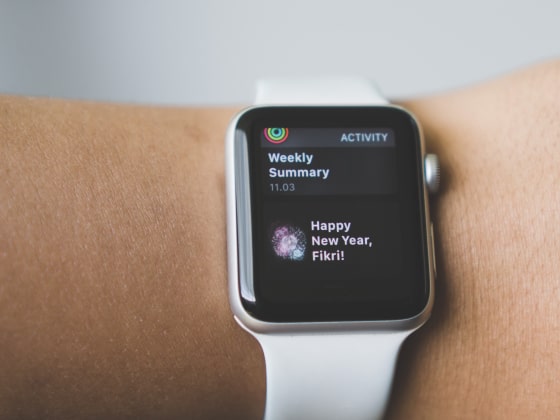 ACTIVITY
Weekly
Summary
11.03
Happy
New Year,
Fikri!